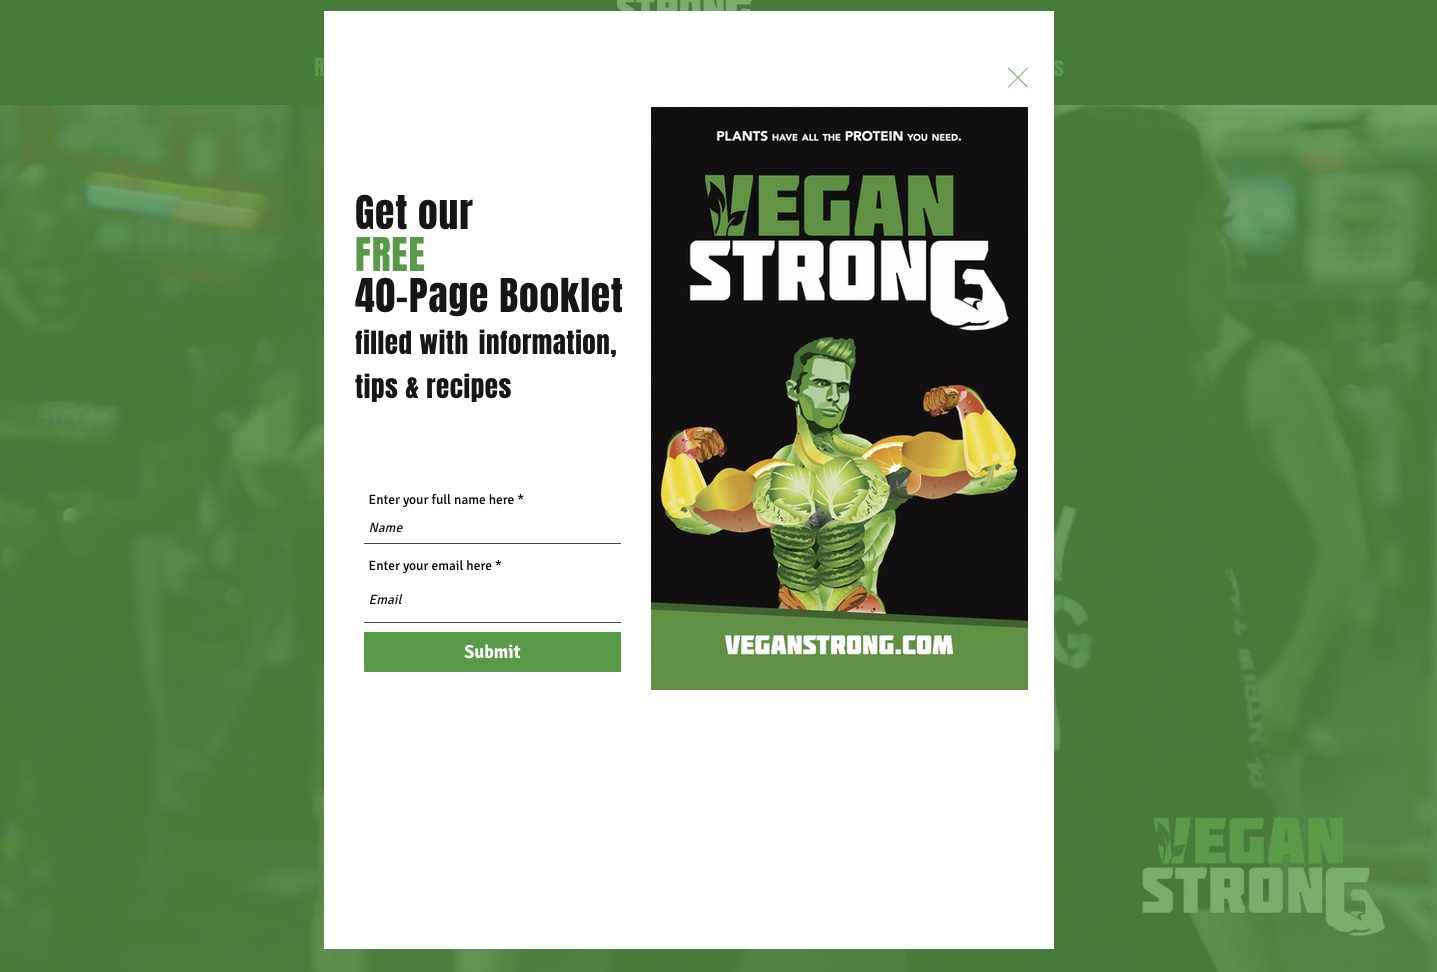 STRONG
Get our
FREE
40-Page Booklet
filled with information,
tips & recipes
Enter your full name here *
Name
Enter your email here *
Email
Submit
PLANTS HAVE ALL THE PROTEIN YOU NEED.
VEGAN
STRONG
VEGANSTRONG.COM
VEGAN
STRONG